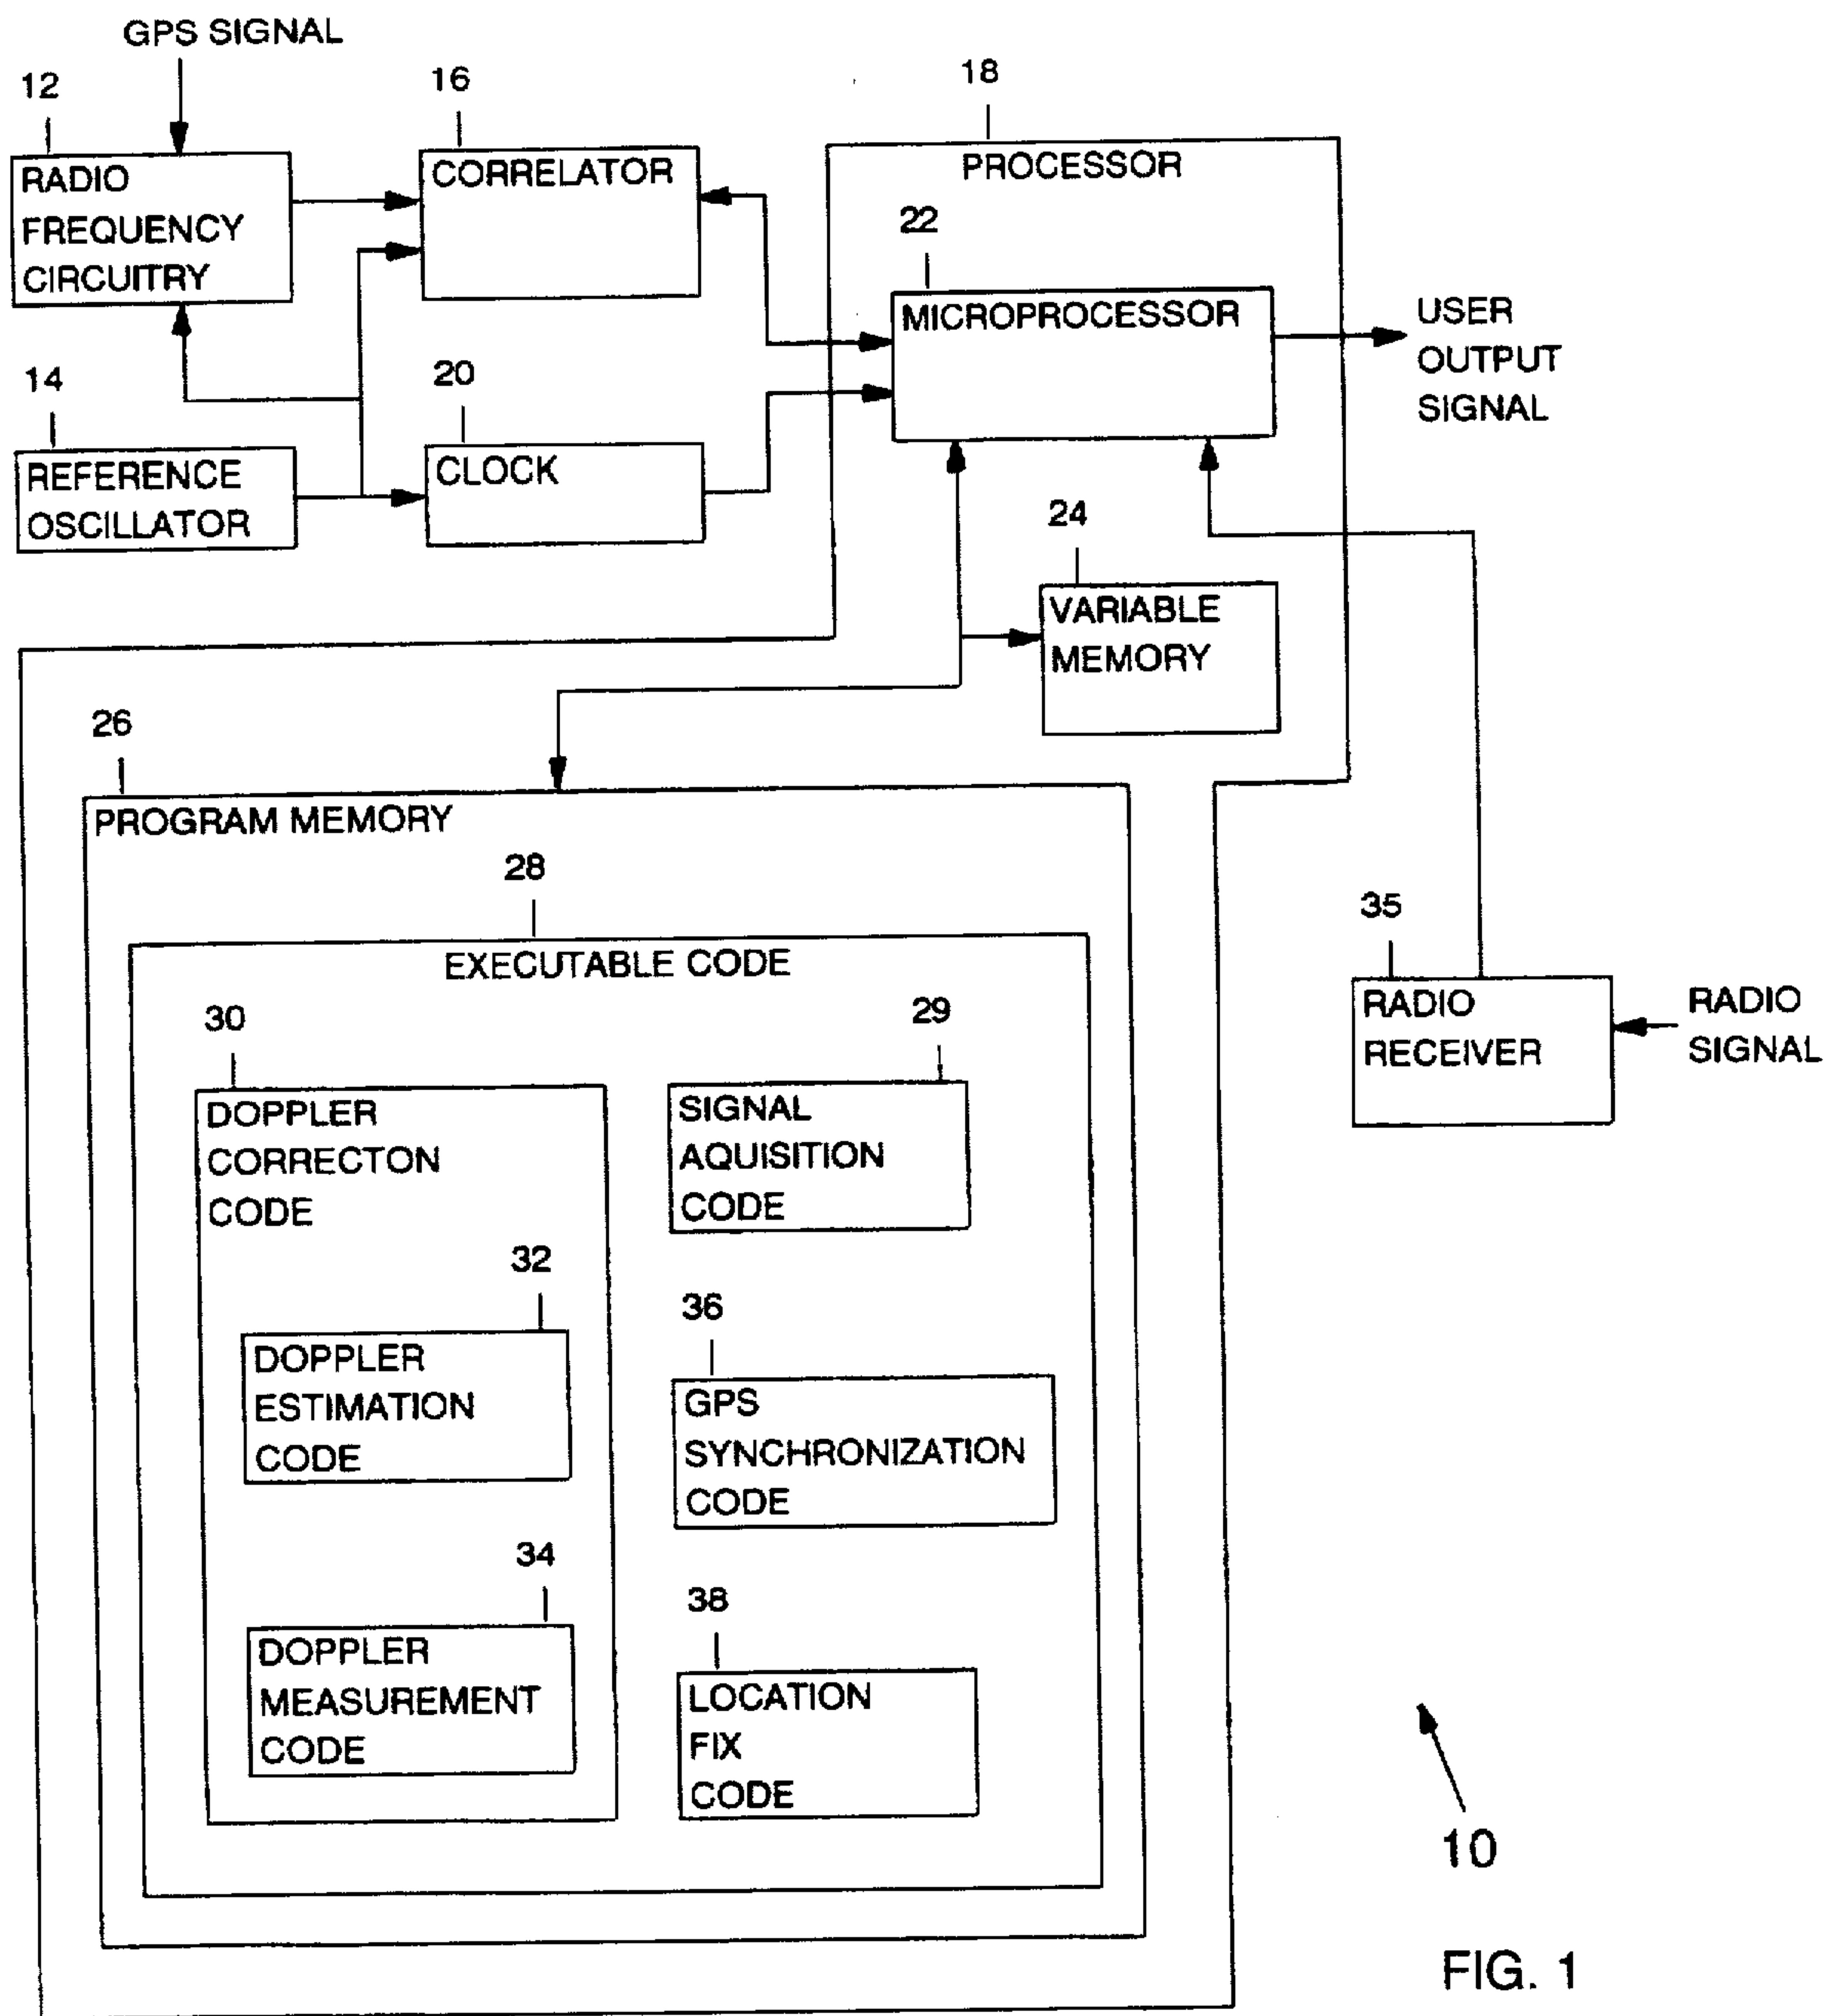 GPS SIGNAL
12
16
18
RADIO
FREQUENCY
CIRCUITRY
CORRELATOR
PROCESSOR
22
MICROPROCESSOR
USER
OUTPUT
SIGNAL
14
20
REFERENCE
OSCILLATOR
CLOCK
24
VARIABLE
MEMORY
26
PROGRAM MEMORY
28
EXECUTABLE CODE
35
RADIO
RECEIVER
RADIO
SIGNAL
30
29
DOPPLER
CORRECTON
CODE
SIGNAL
AQUISITION
CODE
32
36
DOPPLER
ESTIMATION
CODE
GPS
SYNCHRONIZATION
CODE
34
38
DOPPLER
MEASUREMENT
CODE
LOCATION
FIX
CODE
10
FIG. 1